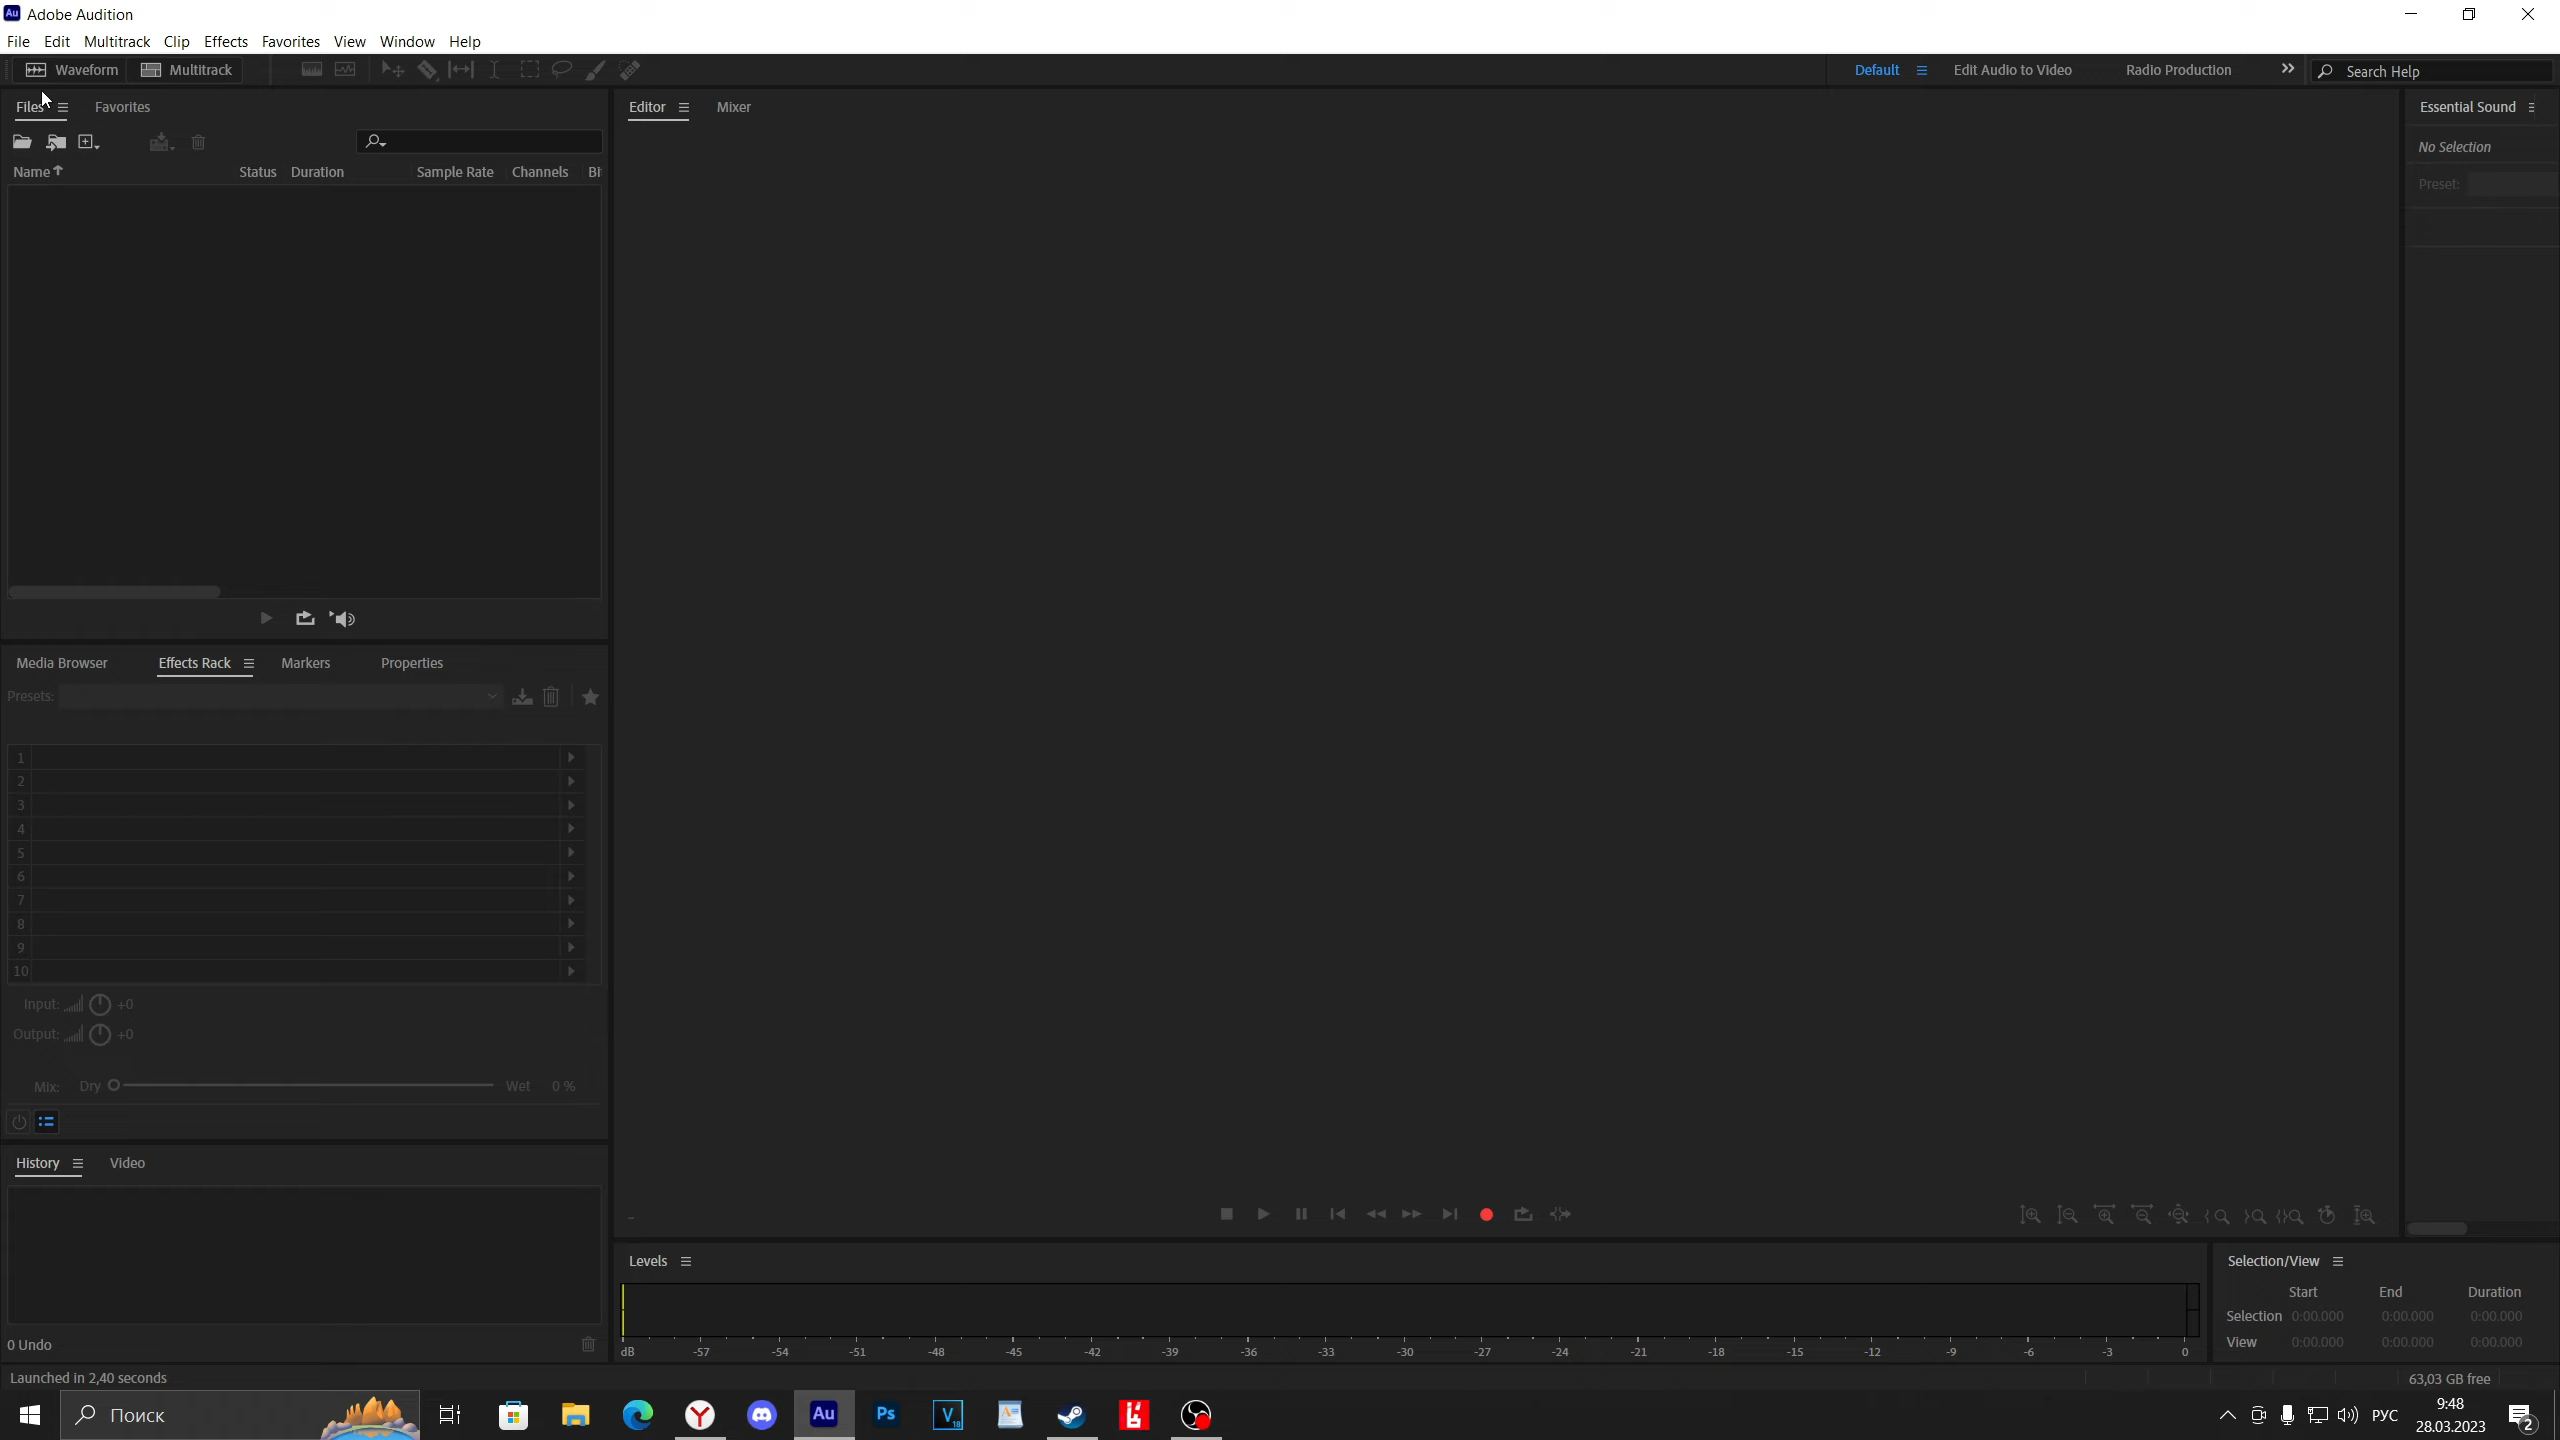 Au Adobe Audition
File Edit Multitrack Clip Effects Favorites View Window Help
Waveform Multitrack Default Edit Audio to Video Radio Production Search Help
Files Favorites Editor Mixer Essential Sound
No Selection
Name Status Duration Sample Rate Channels Bi
Preset:
Media Browser Effects Rack Markers Properties
Presets:
1
2
3
4
5
6
7
8
9
10
Input: +0
Output: +0
Mix: Dry Wet 0 %
History Video
Levels Selection/View
Start End Duration
Selection 0:00.000 0:00.000 0:00.000
View 0:00.000 0:00.000 0:00.000
0 Undo
dB -57 -54 -51 -48 -45 -42 -39 -36 -33 -30 -27 -24 -21 -18 -15 -12 -9 -6 -3 0
Launched in 2,40 seconds 63,03 GB free
Поиск Au Ps V 18 РУС 9:48
28.03.2023 2